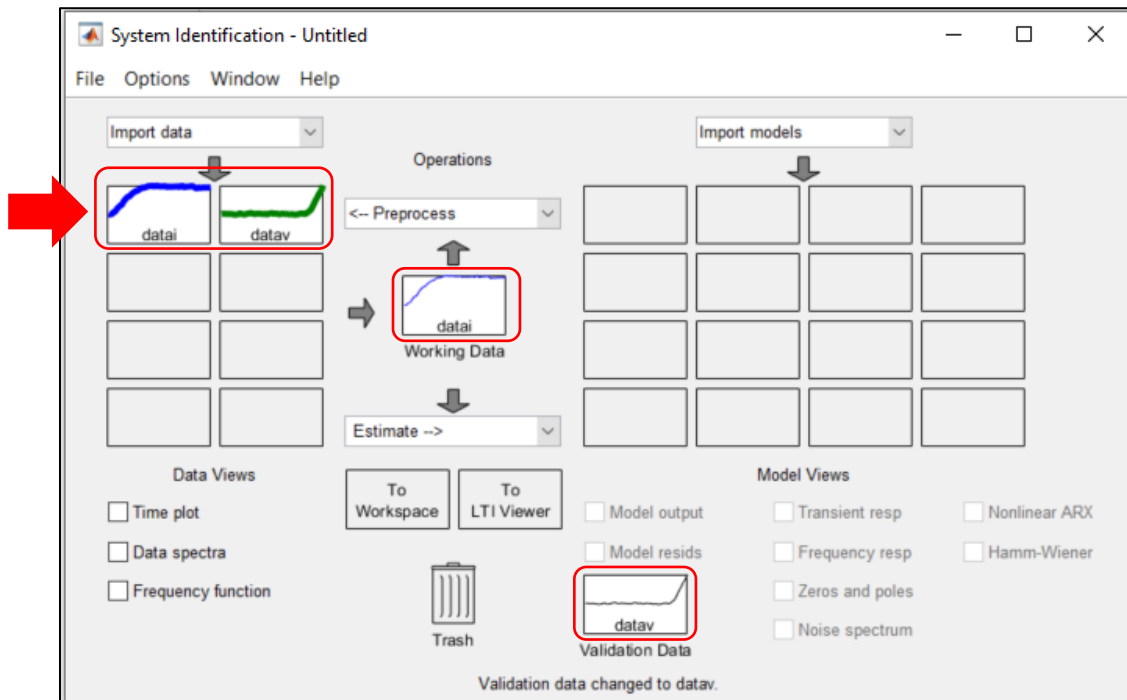 System Identification - Untitled
File Options Window Help
Import data
Import models
Operations
datai datav
<-- Preprocess
datai
Working Data
Estimate -->
Data Views
Model Views
To
Workspace
To
LTI Viewer
Time plot
Data spectra
Frequency function
Model output
Transient resp
Nonlinear ARX
Model resids
Frequency resp
Hamm-Wiener
Zeros and poles
Noise spectrum
Trash
datav
Validation Data
Validation data changed to datav.